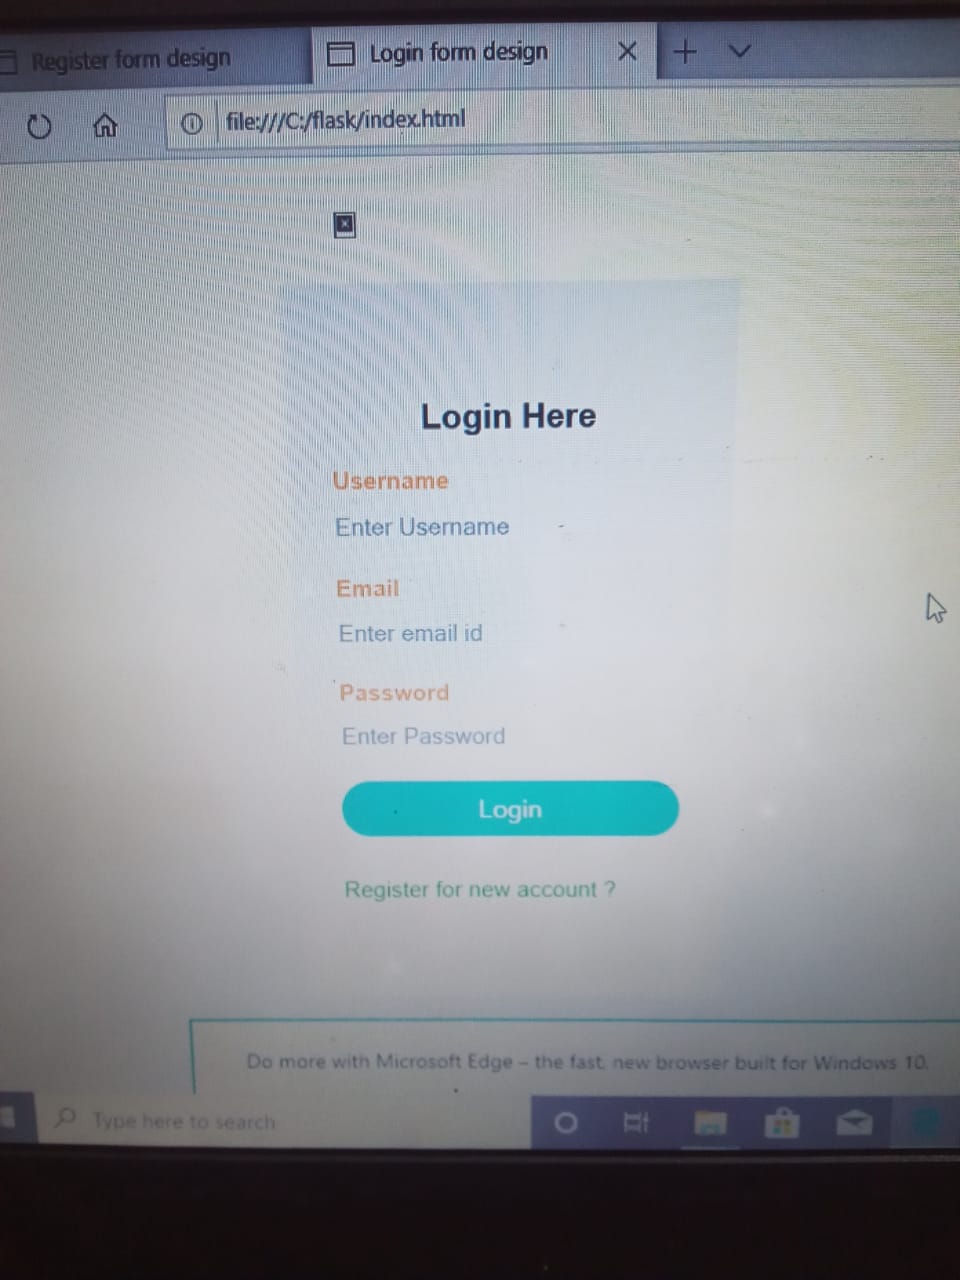 Register form design
Login form design
file:///C:/flask/index.html
Login Here
Username
Enter Username
Email
Enter email id
Password
Enter Password
Login
Register for new account ?
Do more with Microsoft Edge – the fast, new browser built for Windows 10.
Type here to search